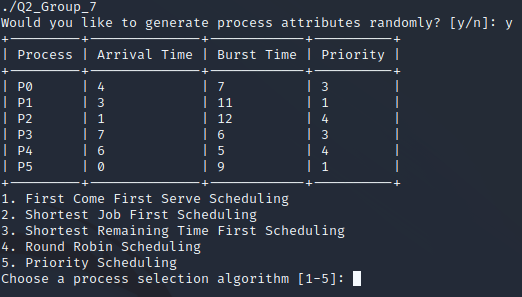 ./Q2_Group_7
Would you like to generate process attributes randomly? [y/n]: y
+---------+--------------+------------+----------+
| Process | Arrival Time | Burst Time | Priority |
+---------+--------------+------------+----------+
| P0      | 4            | 7          | 3        |
| P1      | 3            | 11         | 1        |
| P2      | 1            | 12         | 4        |
| P3      | 7            | 6          | 3        |
| P4      | 6            | 5          | 4        |
| P5      | 0            | 9          | 1        |
+---------+--------------+------------+----------+
1. First Come First Serve Scheduling
2. Shortest Job First Scheduling
3. Shortest Remaining Time First Scheduling
4. Round Robin Scheduling
5. Priority Scheduling
Choose a process selection algorithm [1-5]: